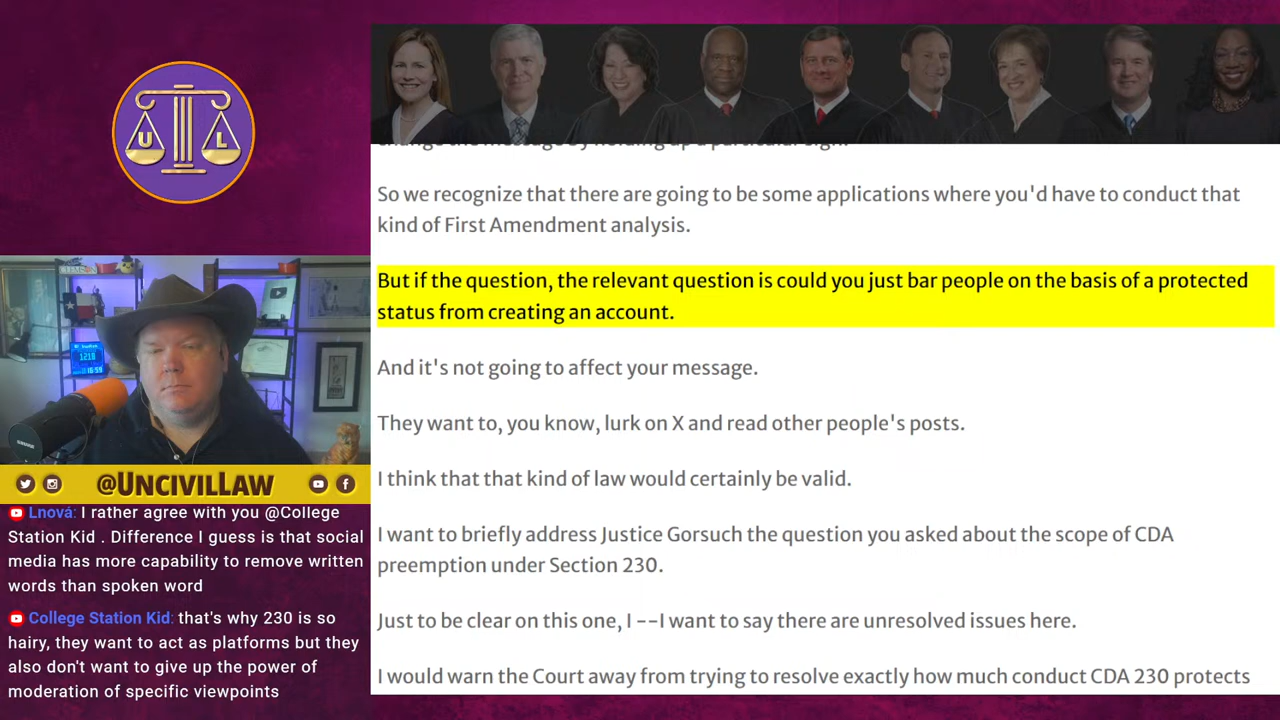 U L
change the message by holding up a particular sign.
So we recognize that there are going to be some applications where you'd have to conduct that
kind of First Amendment analysis.
But if the question, the relevant question is could you just bar people on the basis of a protected
status from creating an account.
And it's not going to affect your message.
They want to, you know, lurk on X and read other people's posts.
I think that that kind of law would certainly be valid.
I want to briefly address Justice Gorsuch the question you asked about the scope of CDA
preemption under Section 230.
Just to be clear on this one, I --I want to say there are unresolved issues here.
I would warn the Court away from trying to resolve exactly how much conduct CDA 230 protects
@UNCIVILLAW
Lnová: I rather agree with you @College
Station Kid . Difference I guess is that social
media has more capability to remove written
words than spoken word
College Station Kid: that's why 230 is so
hairy, they want to act as platforms but they
also don't want to give up the power of
moderation of specific viewpoints